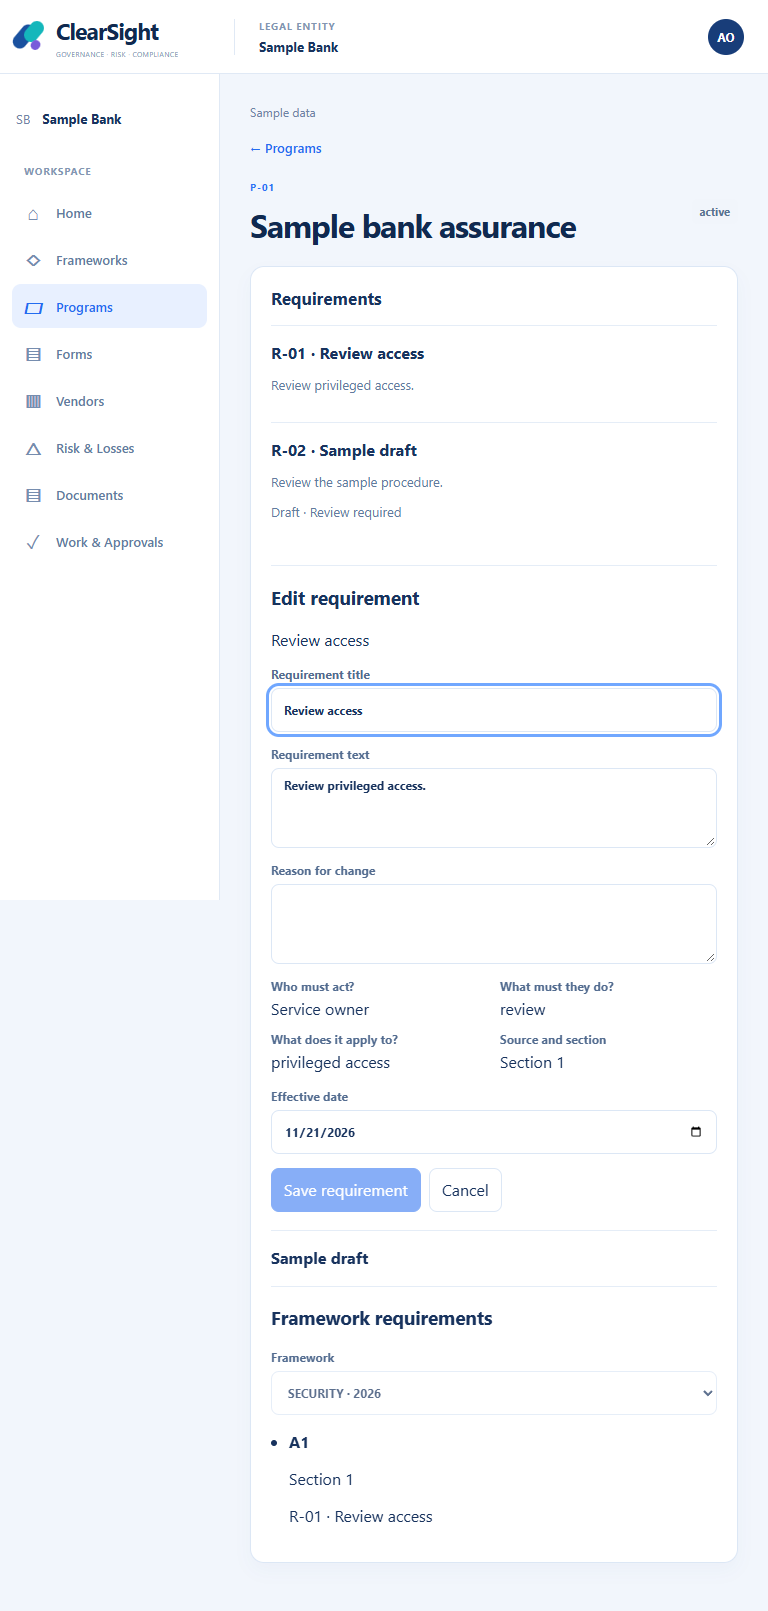 ClearSight
GOVERNANCE · RISK · COMPLIANCE
LEGAL ENTITY
Sample Bank
AO
SB Sample Bank
WORKSPACE
Home
Frameworks
Programs
Forms
Vendors
Risk & Losses
Documents
Work & Approvals
Sample data
← Programs
P-01
Sample bank assurance
active
Requirements
R-01 · Review access
Review privileged access.
R-02 · Sample draft
Review the sample procedure.
Draft · Review required
Edit requirement
Review access
Requirement title
Review access
Requirement text
Review privileged access.
Reason for change
Who must act? What must they do?
Service owner review
What does it apply to? Source and section
privileged access Section 1
Effective date
11/21/2026
Save requirement Cancel
Sample draft
Framework requirements
Framework
SECURITY · 2026
• A1
Section 1
R-01 · Review access